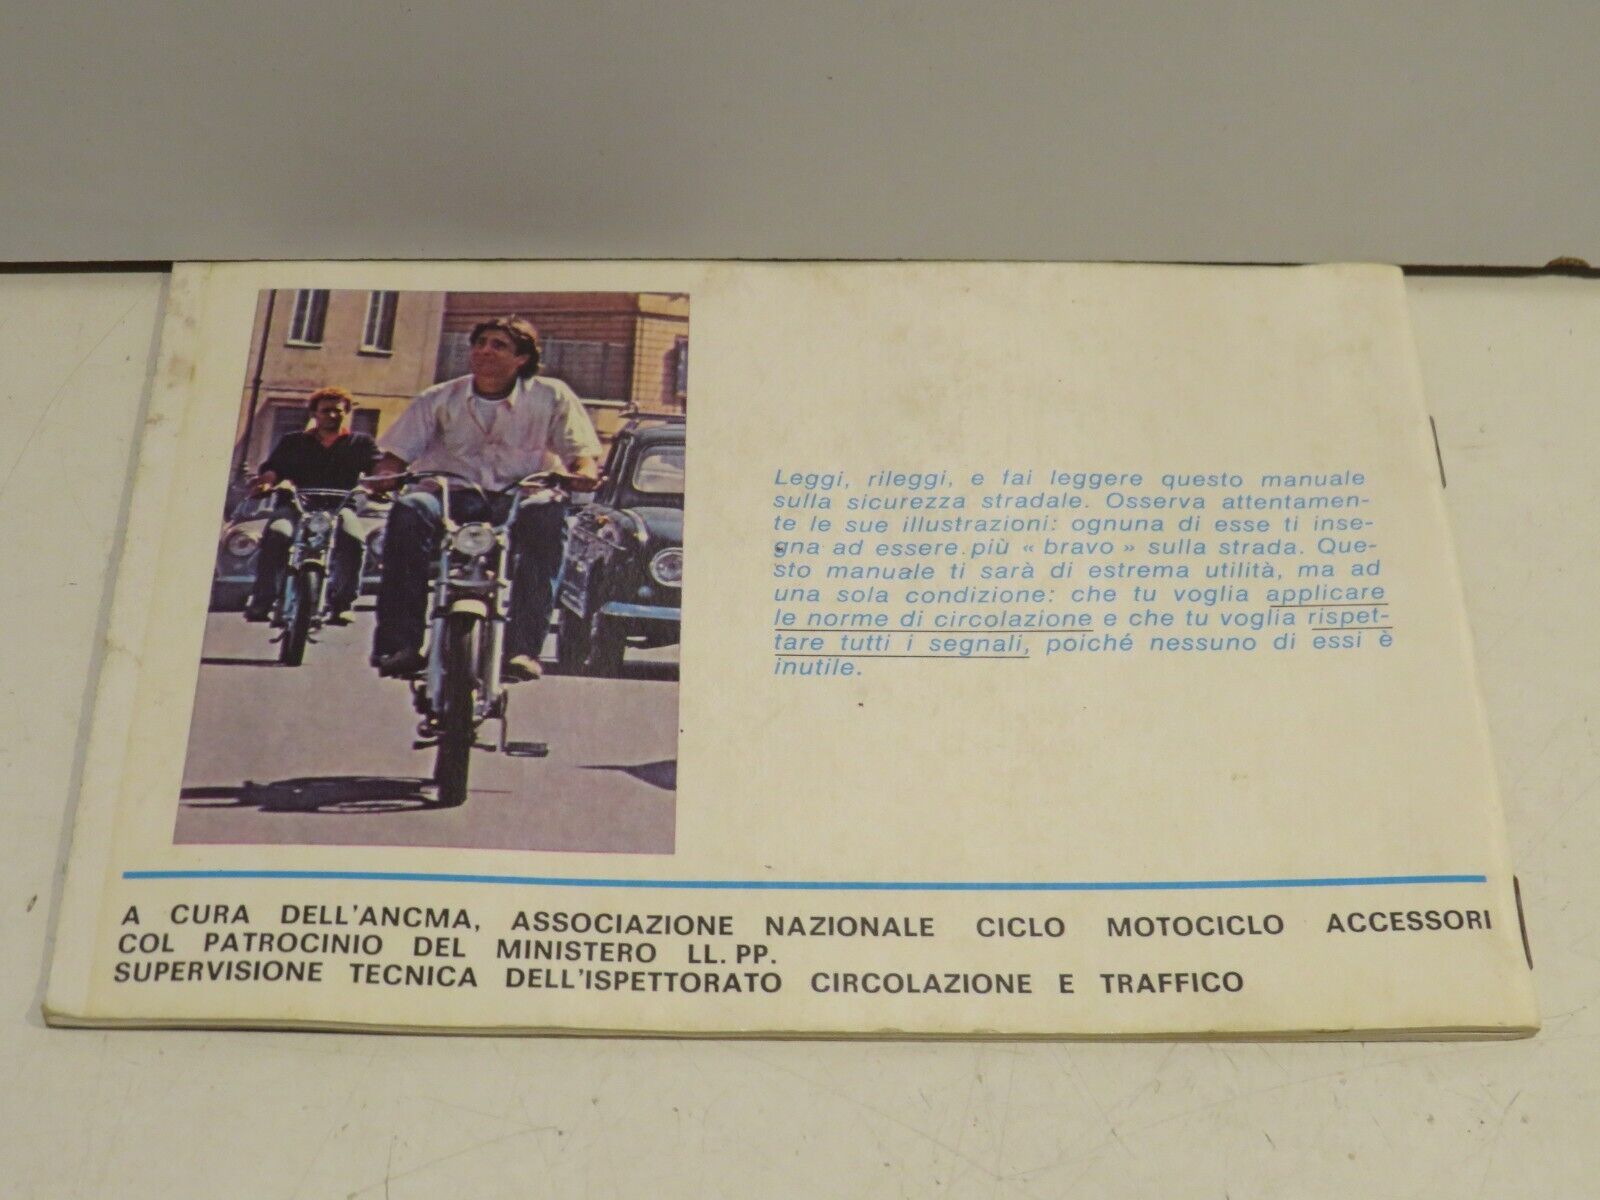 Leggi, rileggi, e fai leggere questo manuale
sulla sicurezza stradale. Osserva attentamen-
te le sue illustrazioni: ognuna di esse ti inse-
gna ad essere più « bravo » sulla strada. Que-
sto manuale ti sarà di estrema utilità, ma ad
una sola condizione: che tu voglia applicare
le norme di circolazione e che tu voglia rispet-
tare tutti i segnali, poiché nessuno di essi è
inutile.
A CURA DELL'ANCMA, ASSOCIAZIONE NAZIONALE CICLO MOTOCICLO ACCESSORI
COL PATROCINIO DEL MINISTERO LL. PP.
SUPERVISIONE TECNICA DELL'ISPETTORATO CIRCOLAZIONE E TRAFFICO